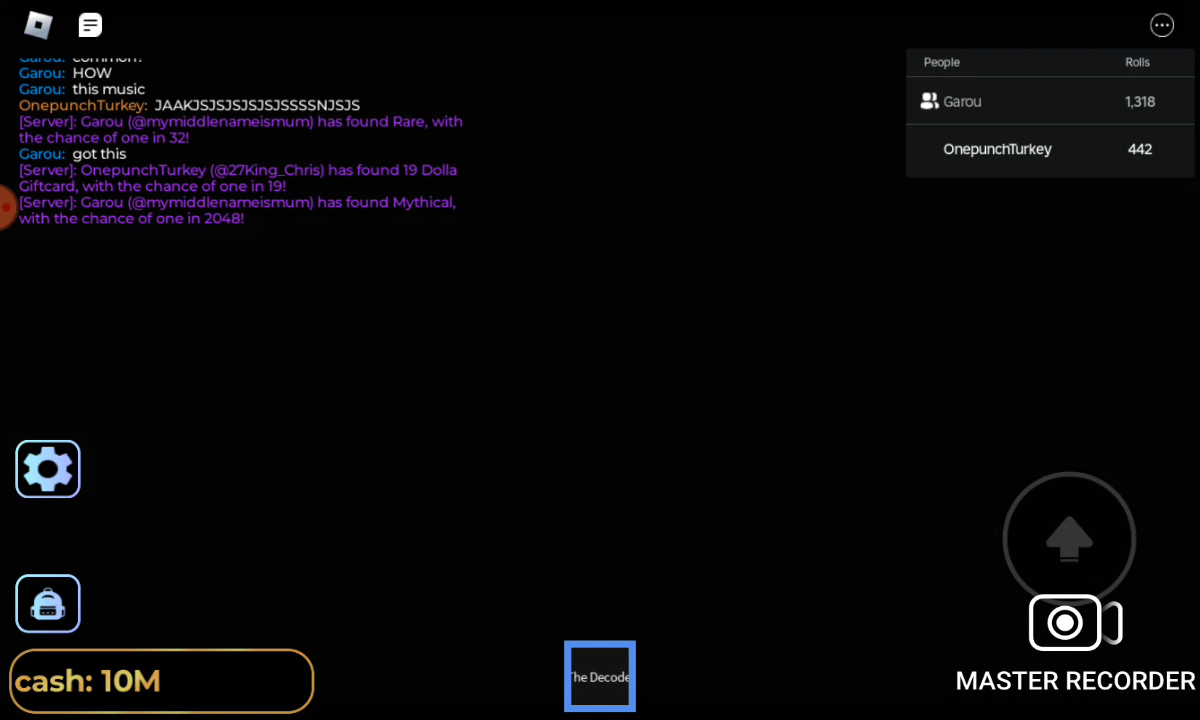 Garou: common?
Garou: HOW
Garou: this music
OnepunchTurkey: JAAKJSJSJSJSJSJSSSSNJSJS
[Server]: Garou (@mymiddlenameismum) has found Rare, with
the chance of one in 32!
Garou: got this
[Server]: OnepunchTurkey (@27King_Chris) has found 19 Dolla
Giftcard, with the chance of one in 19!
[Server]: Garou (@mymiddlenameismum) has found Mythical,
with the chance of one in 2048!
People Rolls
Garou 1,318
OnepunchTurkey 442
cash: 10M
The Decode
MASTER RECORDER